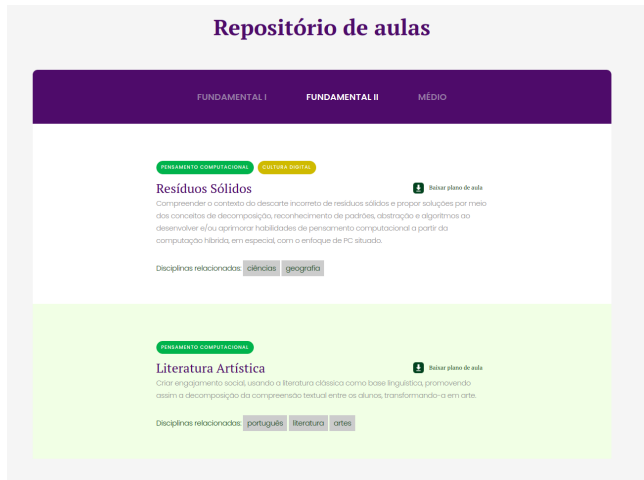 Repositório de aulas
FUNDAMENTAL I FUNDAMENTAL II MÉDIO
PENSAMENTO COMPUTACIONAL CULTURA DIGITAL
Resíduos Sólidos Baixar plano de aula
Compreender o contexto do descarte incorreto de resíduos sólidos e propor soluções por meio
dos conceitos de decomposição, reconhecimento de padrões, abstração e algoritmos ao
desenvolver e/ou aprimorar habilidades de pensamento computacional a partir da
computação híbrida, em especial, com o enfoque de PC situado.
Disciplinas relacionadas: ciências geografia
PENSAMENTO COMPUTACIONAL
Literatura Artística Baixar plano de aula
Criar engajamento social, usando a literatura clássica como base linguística, promovendo
assim a decomposição da compreensão textual entre os alunos, transformando-a em arte.
Disciplinas relacionadas: português literatura artes